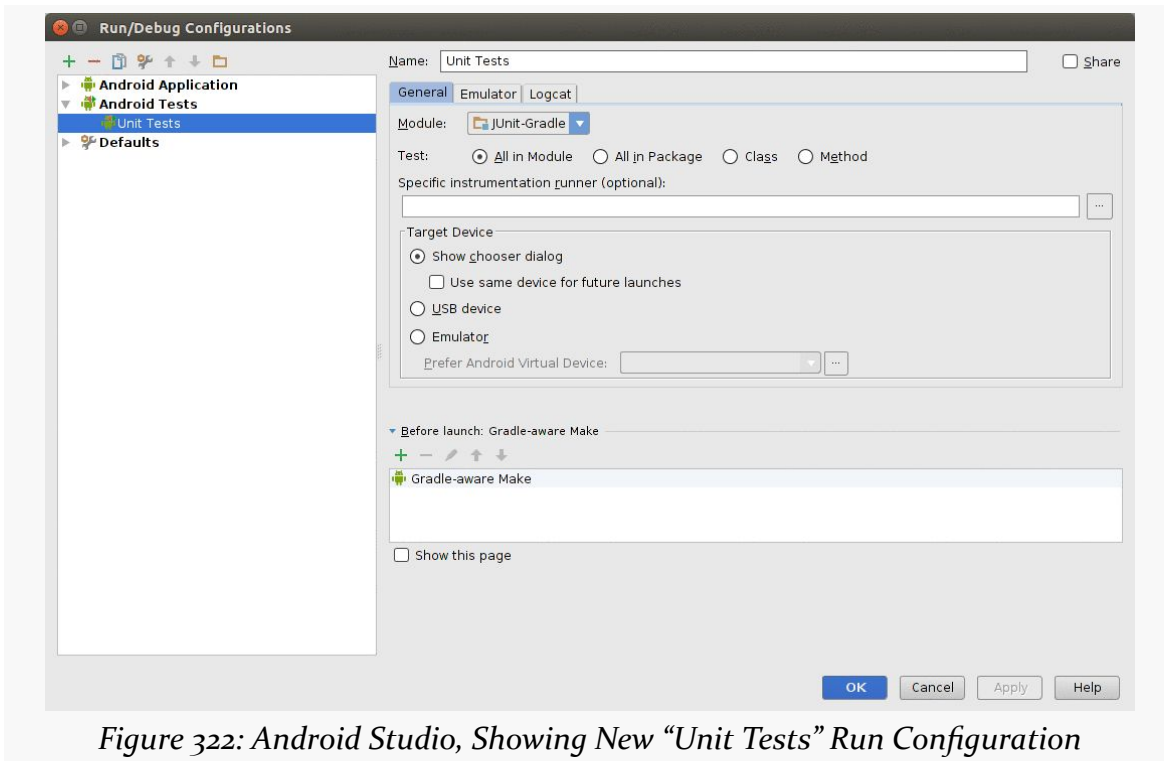 Run/Debug Configurations
Name: Unit Tests
Share
Android Application
Android Tests
Unit Tests
Defaults
General Emulator Logcat
Module: JUnit-Gradle
Test: All in Module All in Package Class Method
Specific instrumentation runner (optional):
...
Target Device
Show chooser dialog
Use same device for future launches
USB device
Emulator
Prefer Android Virtual Device: ...
Before launch: Gradle-aware Make
Gradle-aware Make
Show this page
OK Cancel Apply Help
Figure 322: Android Studio, Showing New “Unit Tests” Run Configuration